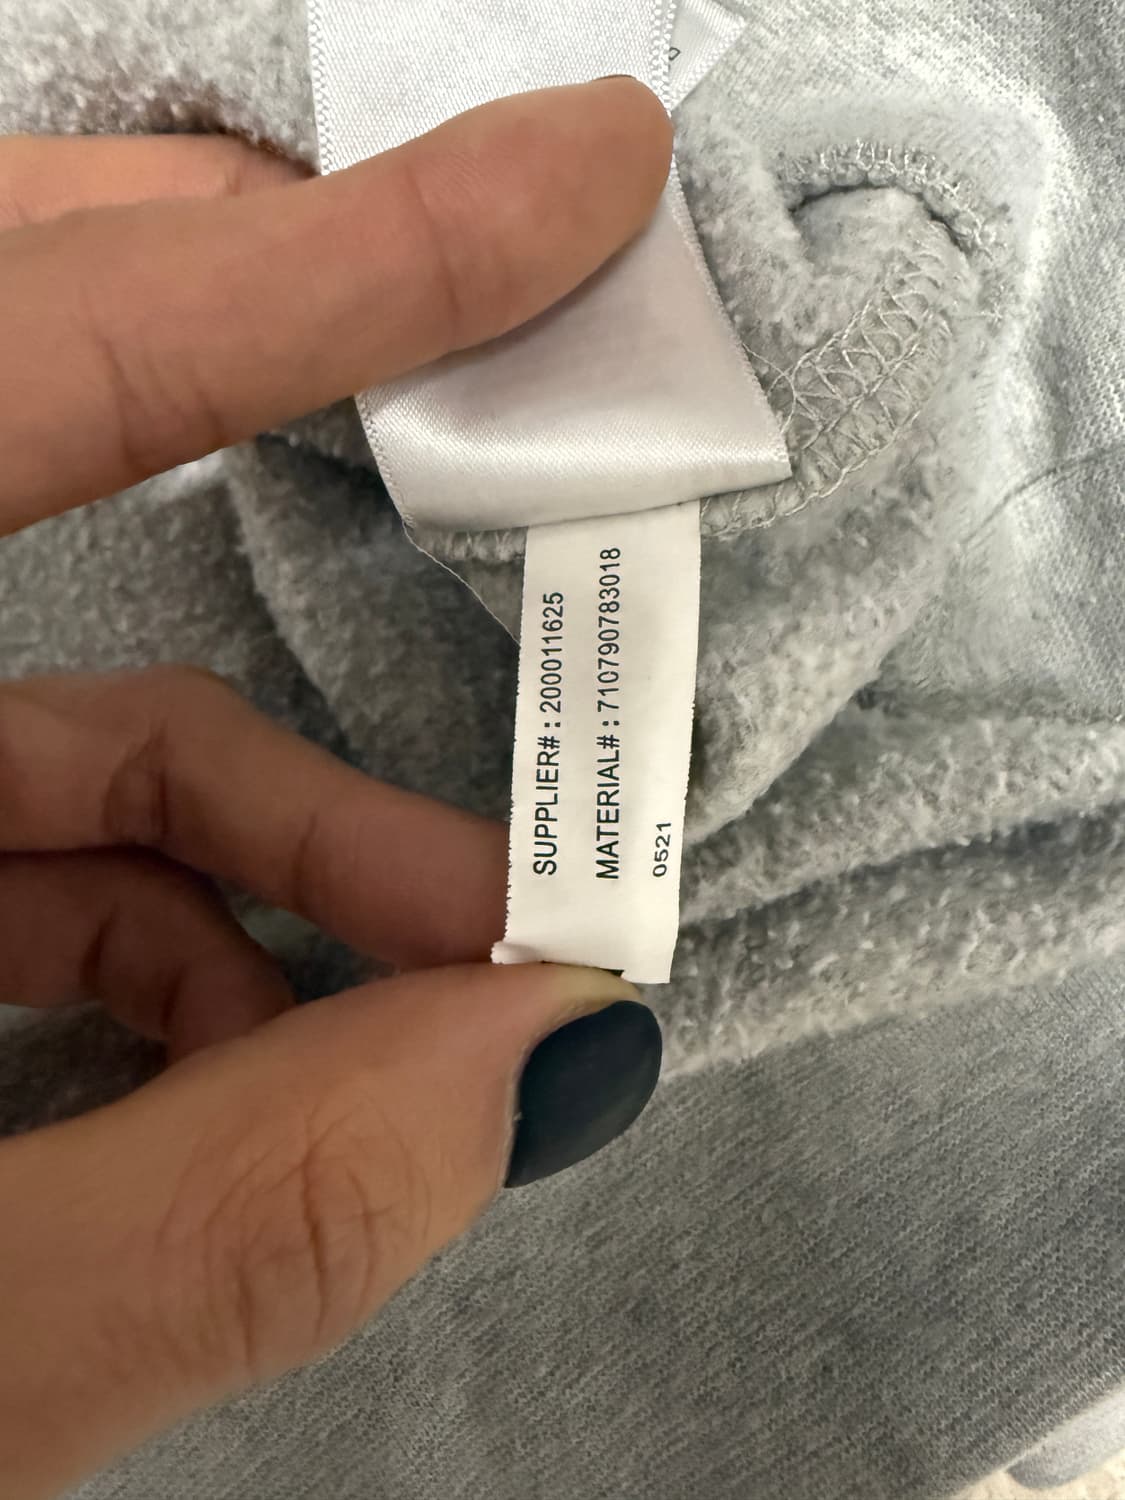 SUPPLIER# : 200011625
MATERIAL# : 710790783018
0521